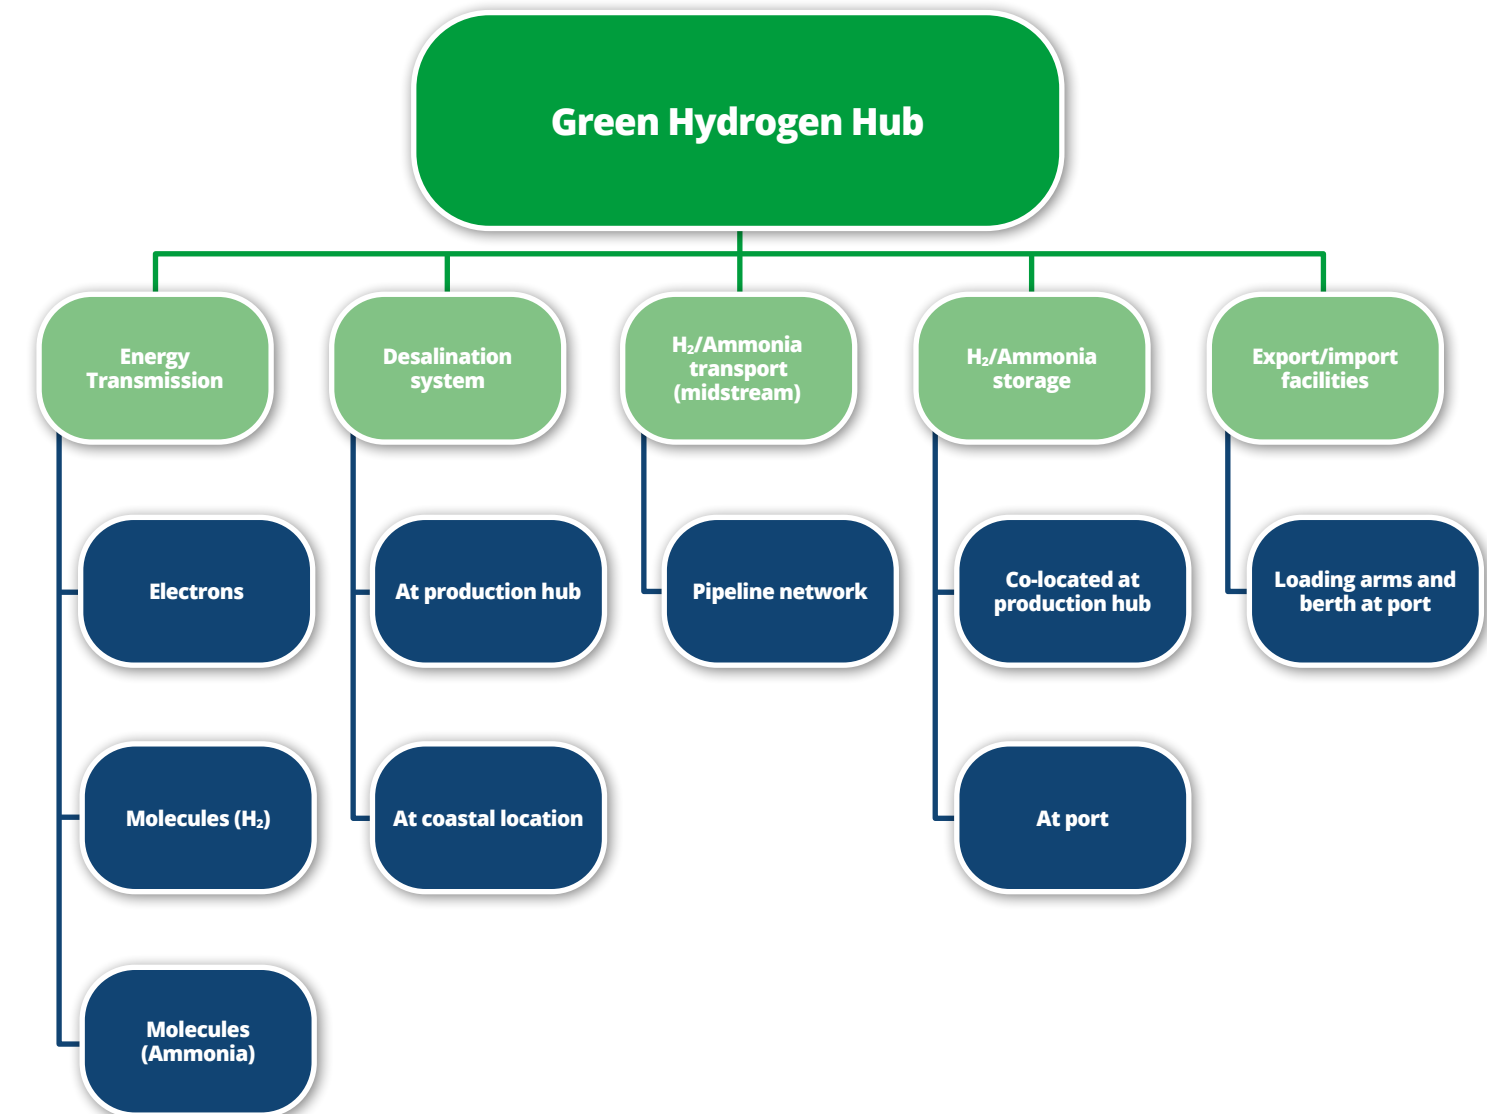 Green Hydrogen Hub
Energy
Transmission
Desalination
system
H₂/Ammonia
transport
(midstream)
H₂/Ammonia
storage
Export/import
facilities
Electrons
At production hub
Pipeline network
Co-located at
production hub
Loading arms and
berth at port
Molecules (H₂)
At coastal location
At port
Molecules
(Ammonia)